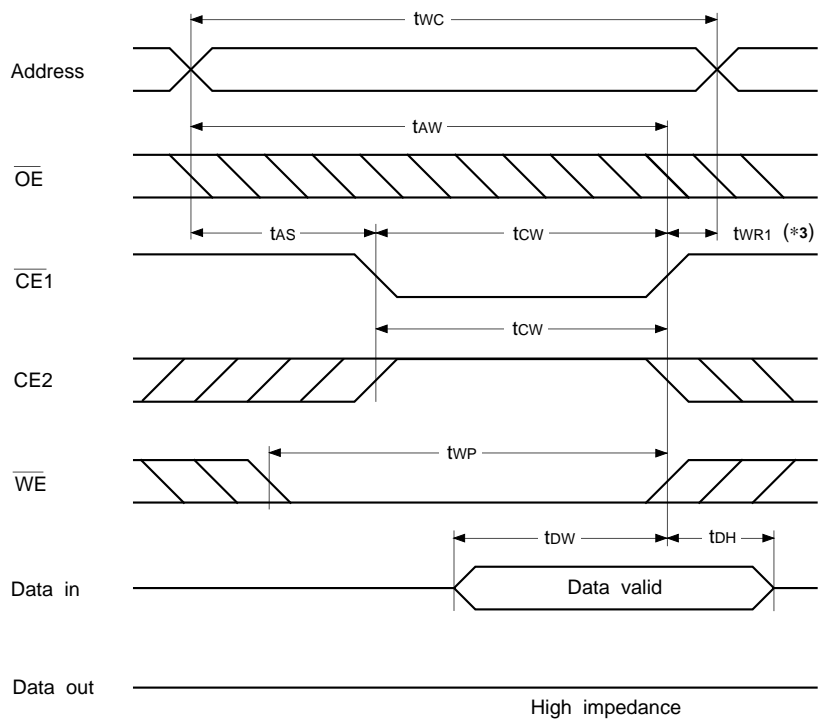 tWC
Address
tAW
OE
tAS tCW tWR1 (*3)
CE1
tCW
CE2
tWP
WE
tDW tDH
Data in Data valid
Data out
High impedance